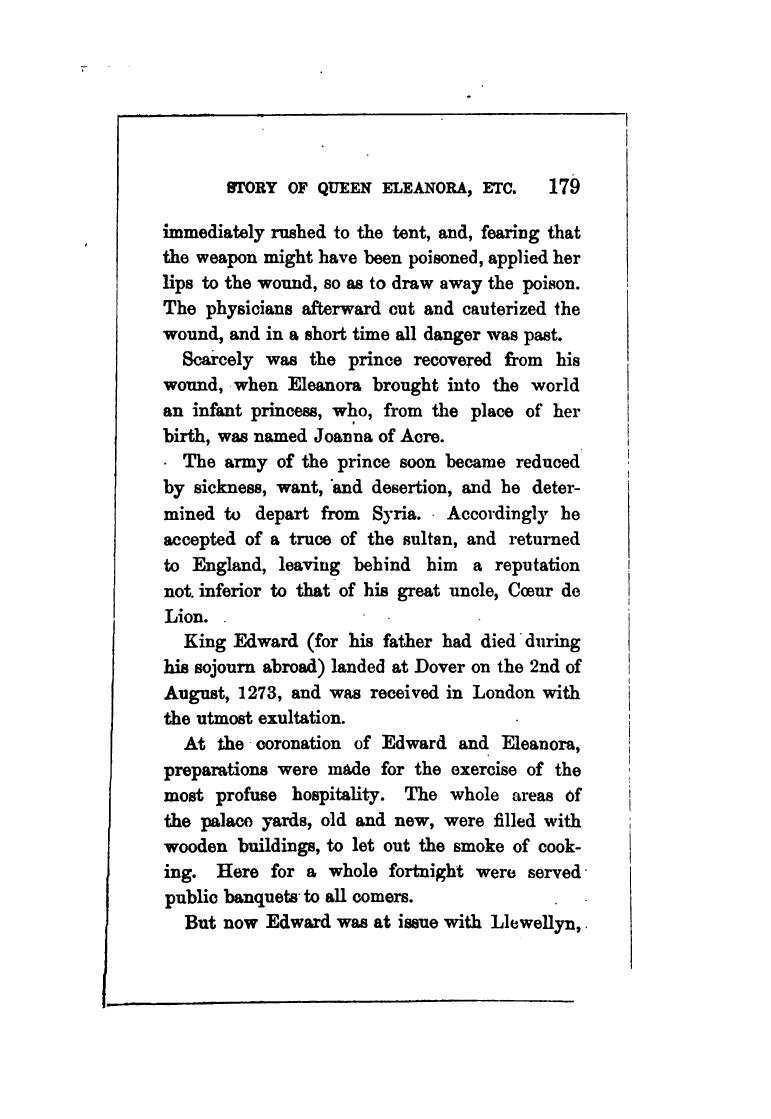 STORY OF QUEEN ELEANORA, ETC. 179
immediately rushed to the tent, and, fearing that
the weapon might have been poisoned, applied her
lips to the wound, so as to draw away the poison.
The physicians afterward cut and cauterized the
wound, and in a short time all danger was past.
Scarcely was the prince recovered from his
wound, when Eleanora brought into the world
an infant princess, who, from the place of her
birth, was named Joanna of Acre.
The army of the prince soon became reduced
by sickness, want, and desertion, and he deter-
mined to depart from Syria. Accordingly he
accepted of a truce of the sultan, and returned
to England, leaving behind him a reputation
not inferior to that of his great uncle, Cœur de
Lion.
King Edward (for his father had died during
his sojourn abroad) landed at Dover on the 2nd of
August, 1273, and was received in London with
the utmost exultation.
At the coronation of Edward and Eleanora,
preparations were made for the exercise of the
most profuse hospitality. The whole areas of
the palace yards, old and new, were filled with
wooden buildings, to let out the smoke of cook-
ing. Here for a whole fortnight were served
public banquets to all comers.
But now Edward was at issue with Llewellyn,